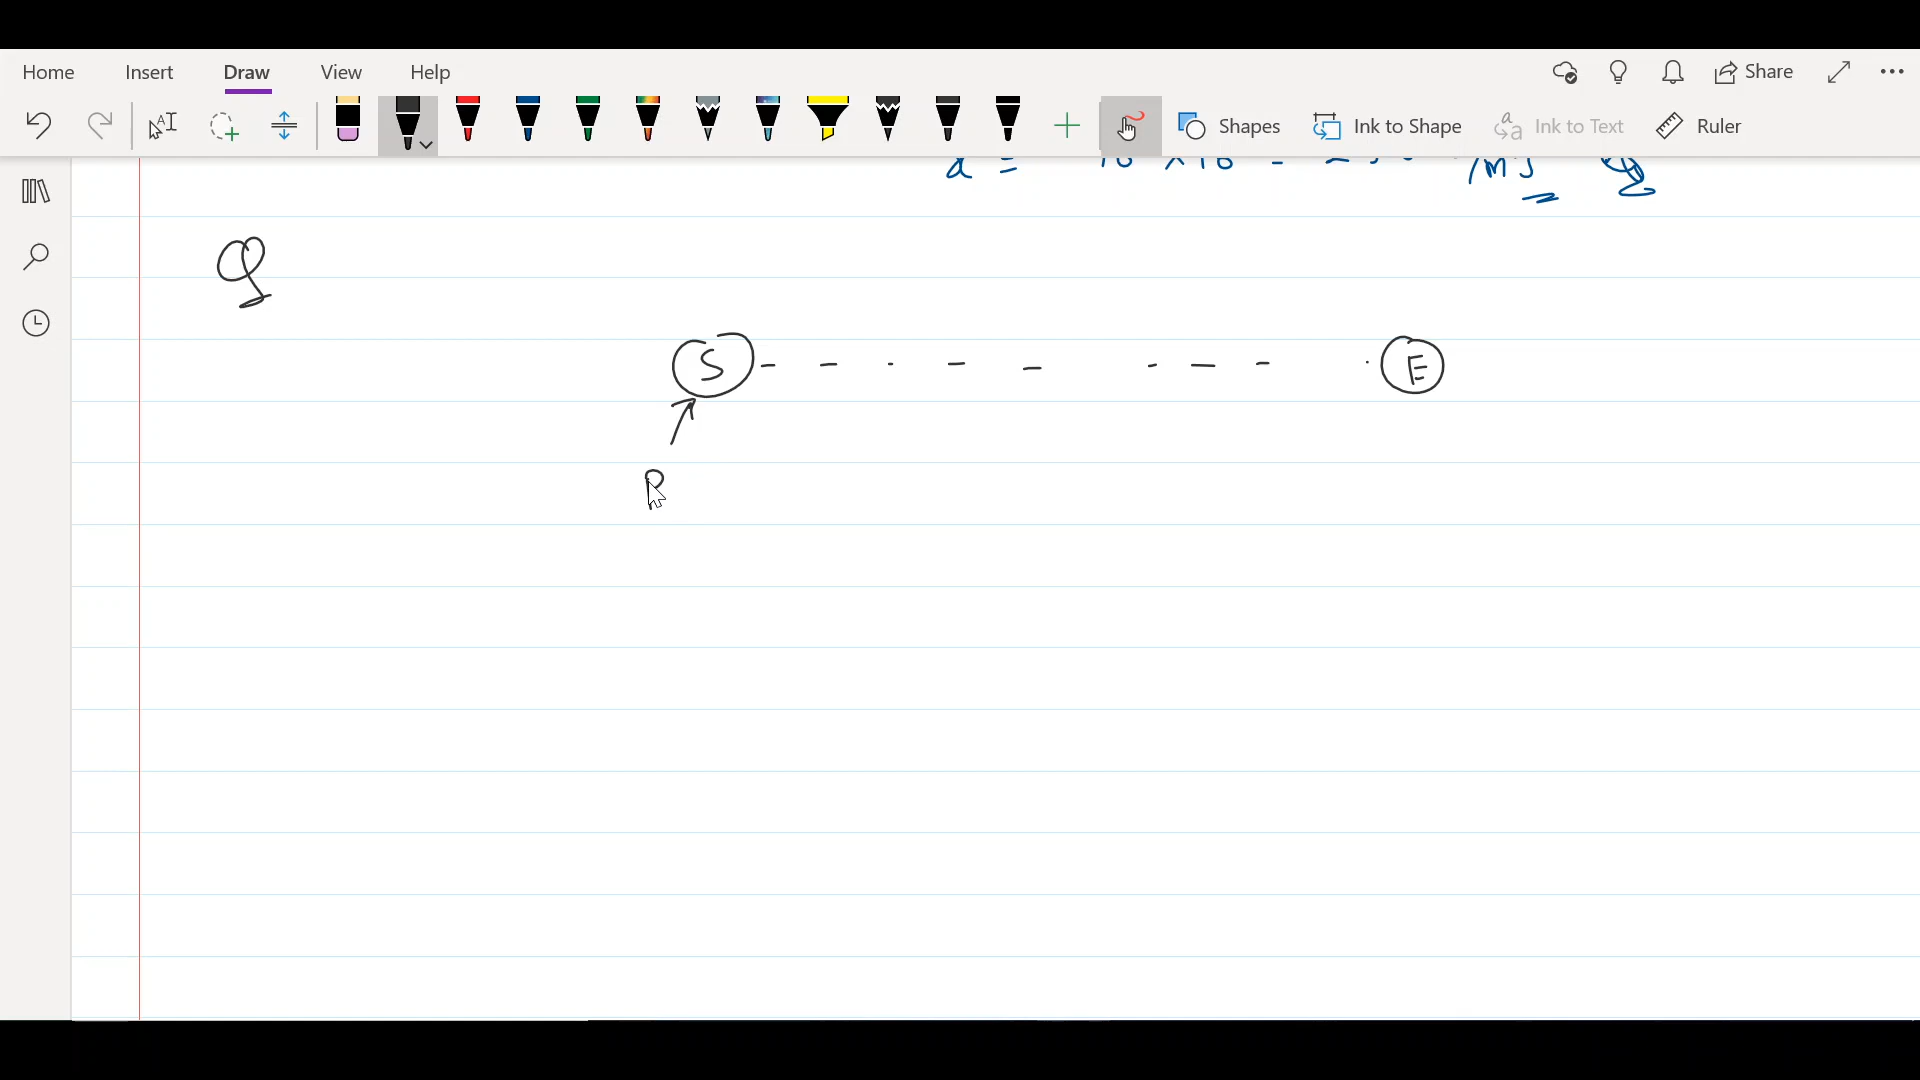 Home Insert Draw View Help Share
Shapes Ink to Shape Ink to Text Ruler
Q
S E
P